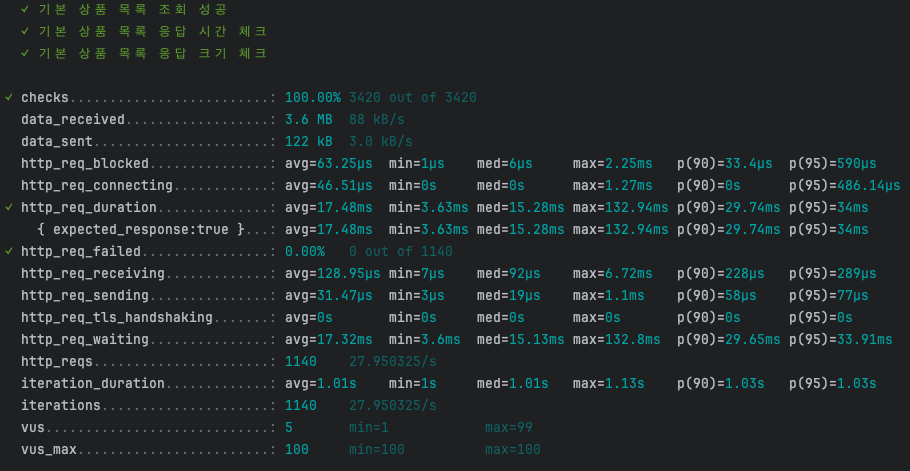 ✓ 기본 상품 목록 조회 성공
✓ 기본 상품 목록 응답 시간 체크
✓ 기본 상품 목록 응답 크기 체크
✓ checks.........................: 100.00% 3420 out of 3420
data_received..................: 3.6 MB 88 kB/s
data_sent......................: 122 kB 3.0 kB/s
http_req_blocked...............: avg=63.25µs min=1µs med=6µs max=2.25ms p(90)=33.4µs p(95)=590µs
http_req_connecting............: avg=46.51µs min=0s med=0s max=1.27ms p(90)=0s p(95)=486.14µs
✓ http_req_duration..............: avg=17.48ms min=3.63ms med=15.28ms max=132.94ms p(90)=29.74ms p(95)=34ms
{ expected_response:true }...: avg=17.48ms min=3.63ms med=15.28ms max=132.94ms p(90)=29.74ms p(95)=34ms
✓ http_req_failed................: 0.00% 0 out of 1140
http_req_receiving.............: avg=128.95µs min=7µs med=92µs max=6.72ms p(90)=228µs p(95)=289µs
http_req_sending...............: avg=31.47µs min=3µs med=19µs max=1.1ms p(90)=58µs p(95)=77µs
http_req_tls_handshaking.......: avg=0s min=0s med=0s max=0s p(90)=0s p(95)=0s
http_req_waiting...............: avg=17.32ms min=3.6ms med=15.13ms max=132.8ms p(90)=29.65ms p(95)=33.91ms
http_reqs......................: 1140 27.950325/s
iteration_duration.............: avg=1.01s min=1s med=1.01s max=1.13s p(90)=1.03s p(95)=1.03s
iterations.....................: 1140 27.950325/s
vus............................: 5 min=1 max=99
vus_max........................: 100 min=100 max=100